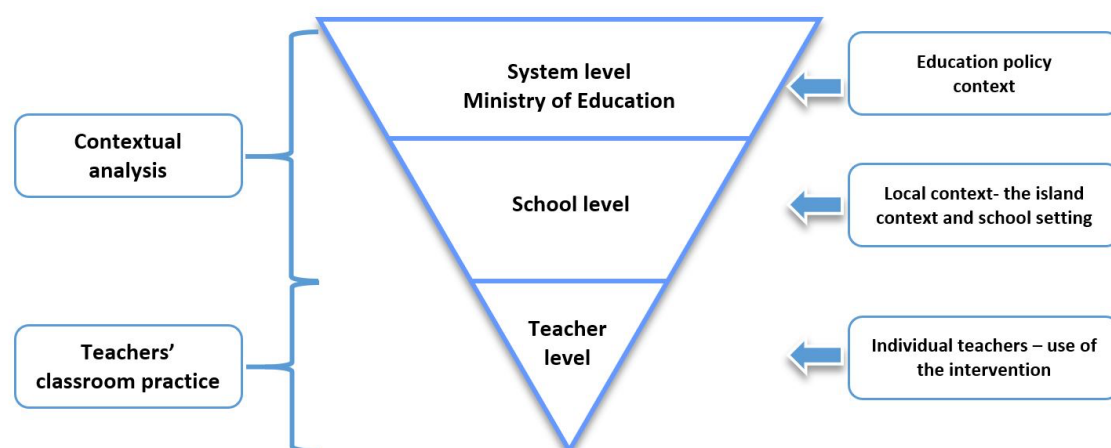 System level
Ministry of Education
Education policy
context
Contextual
analysis
School level
Local context- the island
context and school setting
Teacher
level
Teachers’
classroom practice
Individual teachers – use of
the intervention